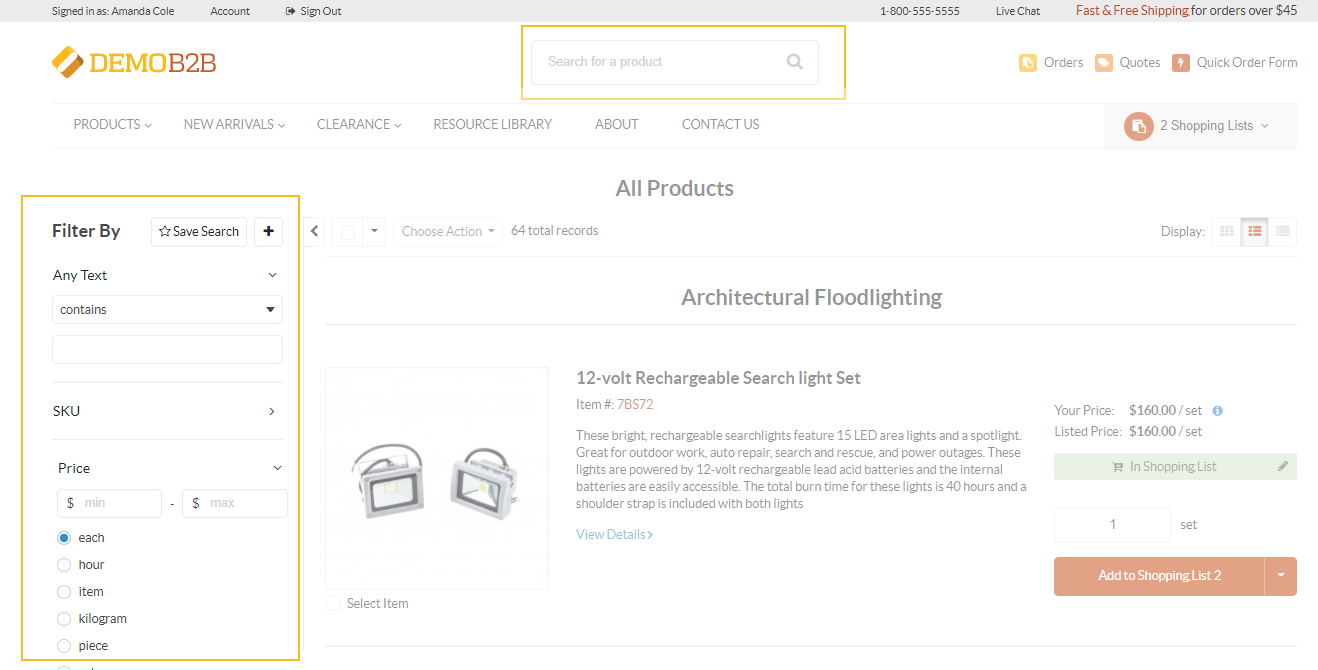 Signed in as: Amanda Cole Account Sign Out 1-800-555-5555 Live Chat Fast & Free Shipping for orders over $45
DEMOB2B
Search for a product
Orders Quotes Quick Order Form
PRODUCTS NEW ARRIVALS CLEARANCE RESOURCE LIBRARY ABOUT CONTACT US 2 Shopping Lists
All Products
Filter By Save Search +
Choose Action 64 total records Display:
Any Text
contains
SKU
Price
$ min - $ max
each
hour
item
kilogram
piece
Architectural Floodlighting
12-volt Rechargeable Search light Set
Item #: 7BS72
These bright, rechargeable searchlights feature 15 LED area lights and a spotlight.
Great for outdoor work, auto repair, search and rescue, and power outages. These
lights are powered by 12-volt rechargeable lead acid batteries and the internal
batteries are easily accessible. The total burn time for these lights is 40 hours and a
shoulder strap is included with both lights
View Details
Select Item
Your Price: $160.00 / set
Listed Price: $160.00 / set
In Shopping List
1 set
Add to Shopping List 2